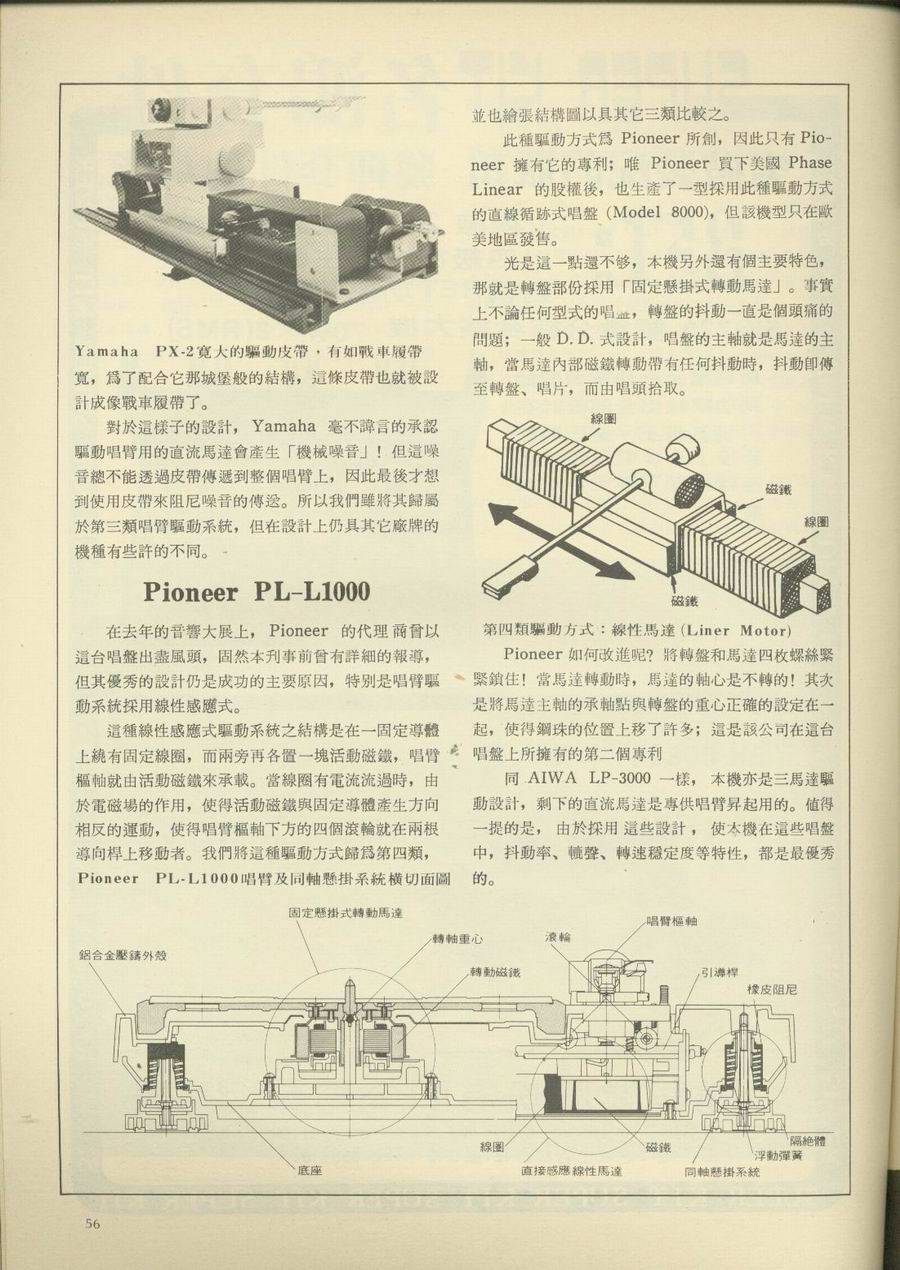 Yamaha PX-2寬大的驅動皮帶，有如戰車履帶
寬，爲了配合它那城堡般的結構，這條皮帶也就被設
計成像戰車履帶了。
對於這樣子的設計，Yamaha 毫不諱言的承認
驅動唱臂用的直流馬達會產生「機械噪音」！但這噪
音總不能透過皮帶傳遞到整個唱臂上，因此最後才想
到使用皮帶來阻尼噪音的傳送。所以我們雖將其歸屬
於第三類唱臂驅動系統，但在設計上仍具其它廠牌的
機種有些許的不同。
Pioneer PL-L1000
在去年的音響大展上，Pioneer 的代理商曾以
這台唱盤出盡風頭，固然本刋事前曾有詳細的報導，
但其優秀的設計仍是成功的主要原因，特別是唱臂驅
動系統採用線性感應式。
這種線性感應式驅動系統之結構是在一固定導體
上繞有固定線圈，而兩旁再各置一塊活動磁鐵，唱臂
樞軸就由活動磁鐵來承載。當線圈有電流流過時，由
於電磁場的作用，使得活動磁鐵與固定導體產生方向
相反的運動，使得唱臂樞軸下方的四個滾輪就在兩根
導向桿上移動者。我們將這種驅動方式歸爲第四類，
Pioneer PL-L1000唱臂及同軸懸掛系統橫切面圖
並也繪張結構圖以具其它三類比較之。
此種驅動方式爲 Pioneer 所創，因此只有 Pio-
neer 擁有它的專利；唯 Pioneer 買下美國 Phase
Linear 的股權後，也生產了一型採用此種驅動方式
的直線循跡式唱盤 (Model 8000)，但該機型只在歐
美地區發售。
光是這一點還不够，本機另外還有個主要特色，
那就是轉盤部份採用「固定懸掛式轉動馬達」。事實
上不論任何型式的唱盤，轉盤的抖動一直是個頭痛的
問題；一般 D.D. 式設計，唱盤的主軸就是馬達的主
軸，當馬達內部磁鐵轉動帶有任何抖動時，抖動卽傳
至轉盤、唱片，而由唱頭拾取。
線圈
磁鐵
線圈
磁鐵
第四類驅動方式：線性馬達 (Liner Motor)
Pioneer 如何改進呢？將轉盤和馬達四枚螺絲緊
緊鎖住！當馬達轉動時，馬達的軸心是不轉的！其次
是將馬達主軸的承軸點與轉盤的重心正確的設定在一
起，使得鋼珠的位置上移了許多；這是該公司在這台
唱盤上所擁有的第二個專利
同 AIWA LP-3000 一樣，本機亦是三馬達驅
動設計，剩下的直流馬達是專供唱臂昇起用的。值得
一提的是，由於採用這些設計，使本機在這些唱盤
中，抖動率、轆聲、轉速穩定度等特性，都是最優秀
的。
固定懸掛式轉動馬達
轉軸重心
滾輪
唱臂樞軸
鋁合金壓鑄外殼
轉動磁鐵
引導桿
橡皮阻尼
線圈
磁鐵
隔絕體
浮動彈簧
底座
直接感應線性馬達
同軸懸掛系統
56